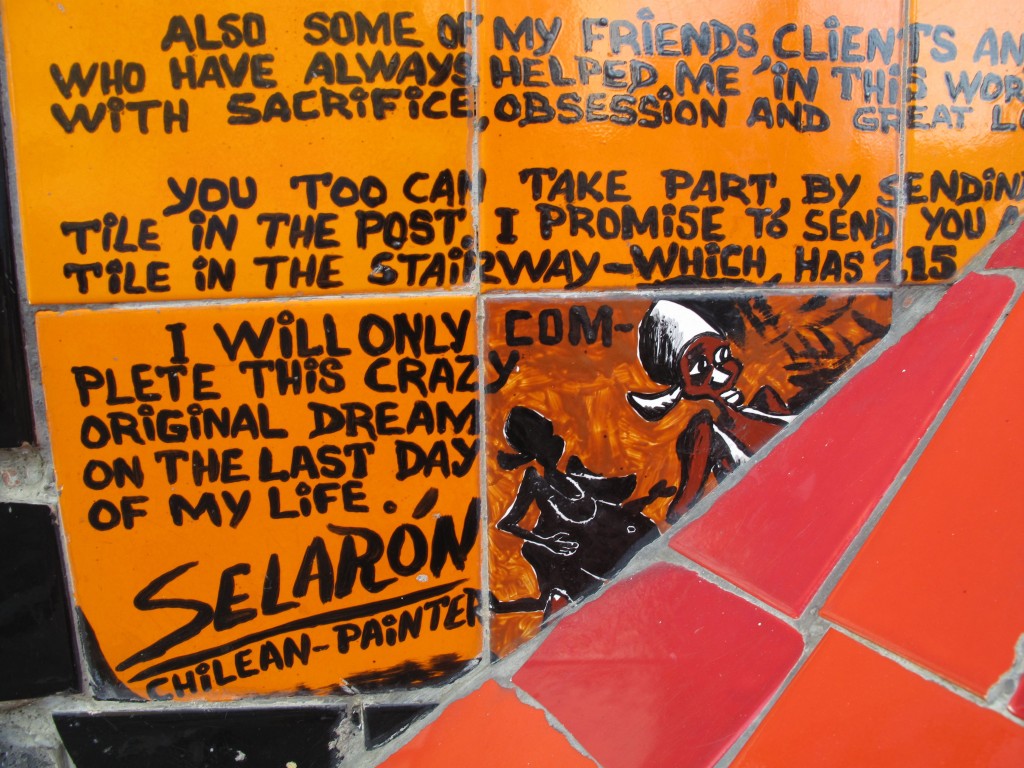 ALSO SOME OF MY FRIENDS, CLIENTS AN
WHO HAVE ALWAYS HELPED ME IN THIS WOR
WITH SACRIFICE, OBSESSION AND GREAT LO
YOU TOO CAN TAKE PART, BY SENDIN
TILE IN THE POST. I PROMISE TO SEND YOU
TILE IN THE STAIRWAY-WHICH, HAS 2,15
I WILL ONLY COM-
PLETE THIS CRAZY
ORIGINAL DREAM
ON THE LAST DAY
OF MY LIFE.
SELARÓN
CHILEAN-PAINTER